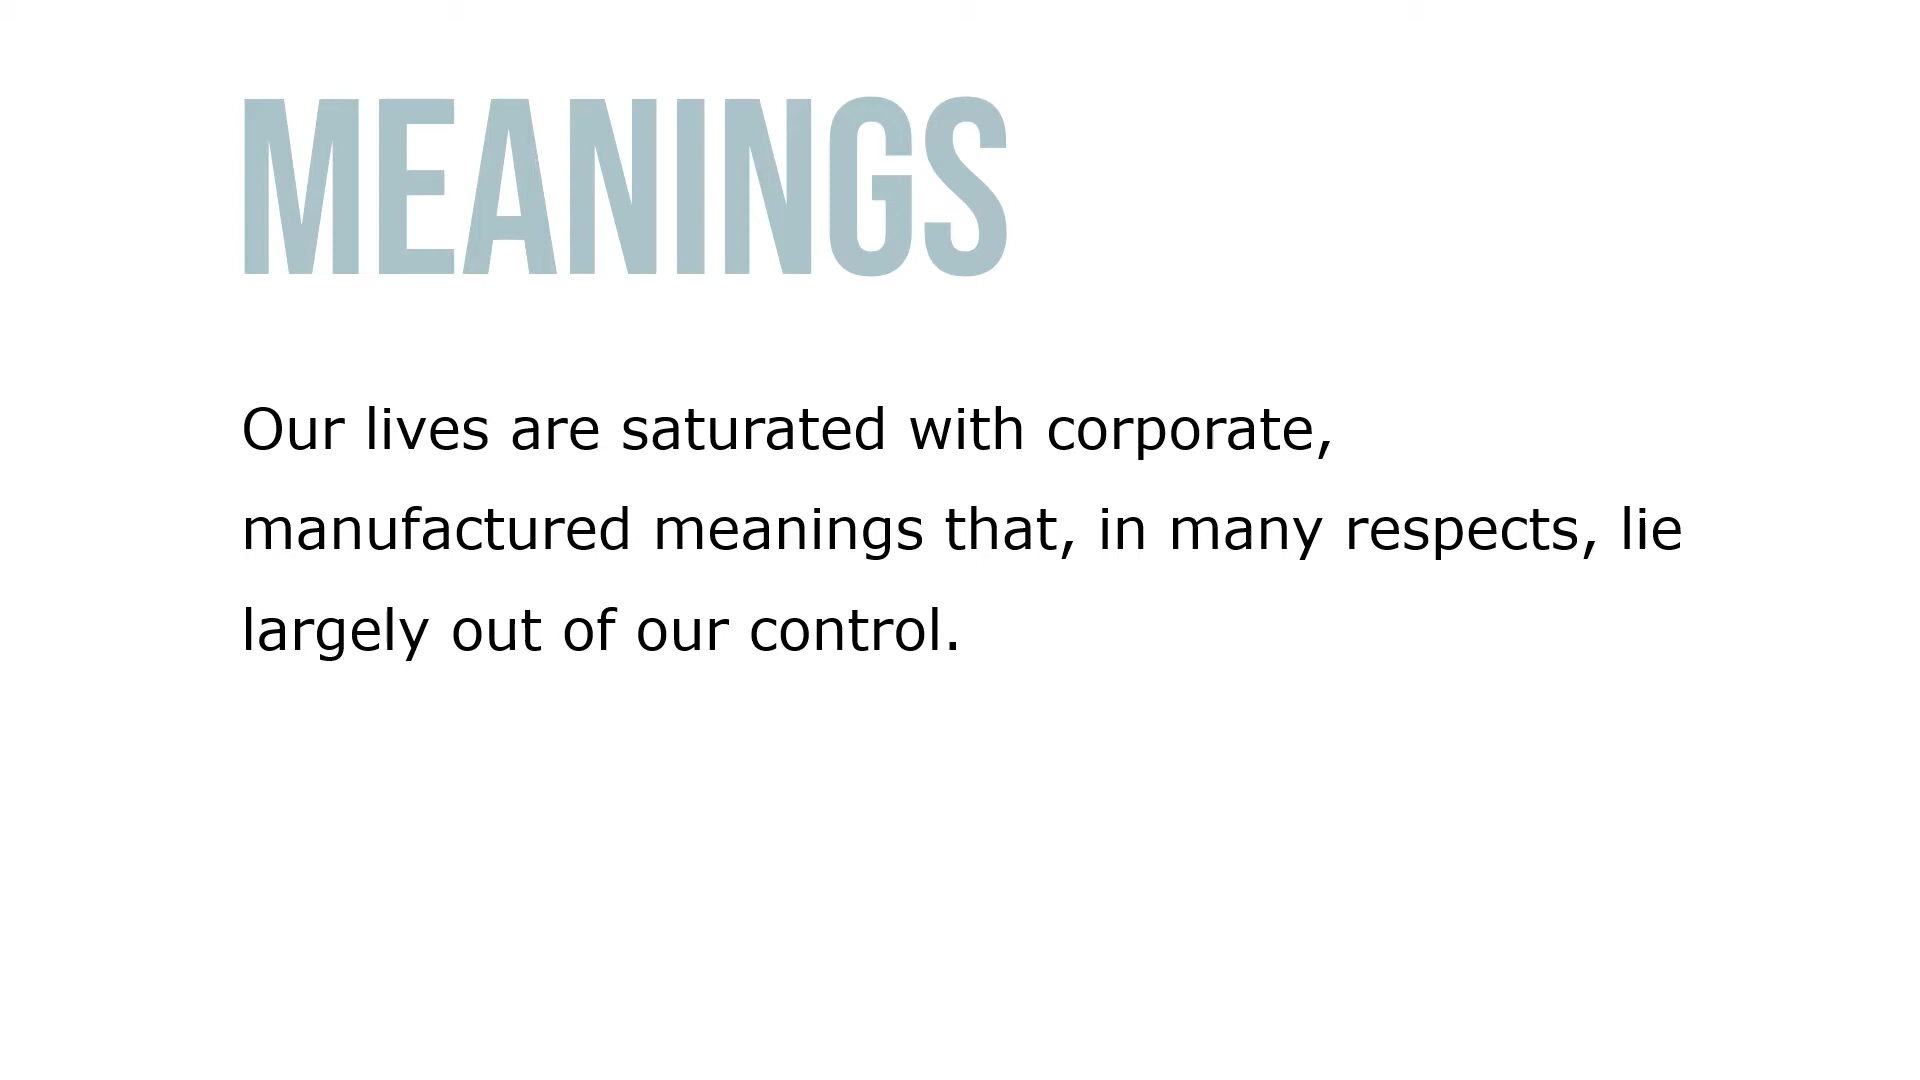 MEANINGS
Our lives are saturated with corporate,
manufactured meanings that, in many respects, lie
largely out of our control.